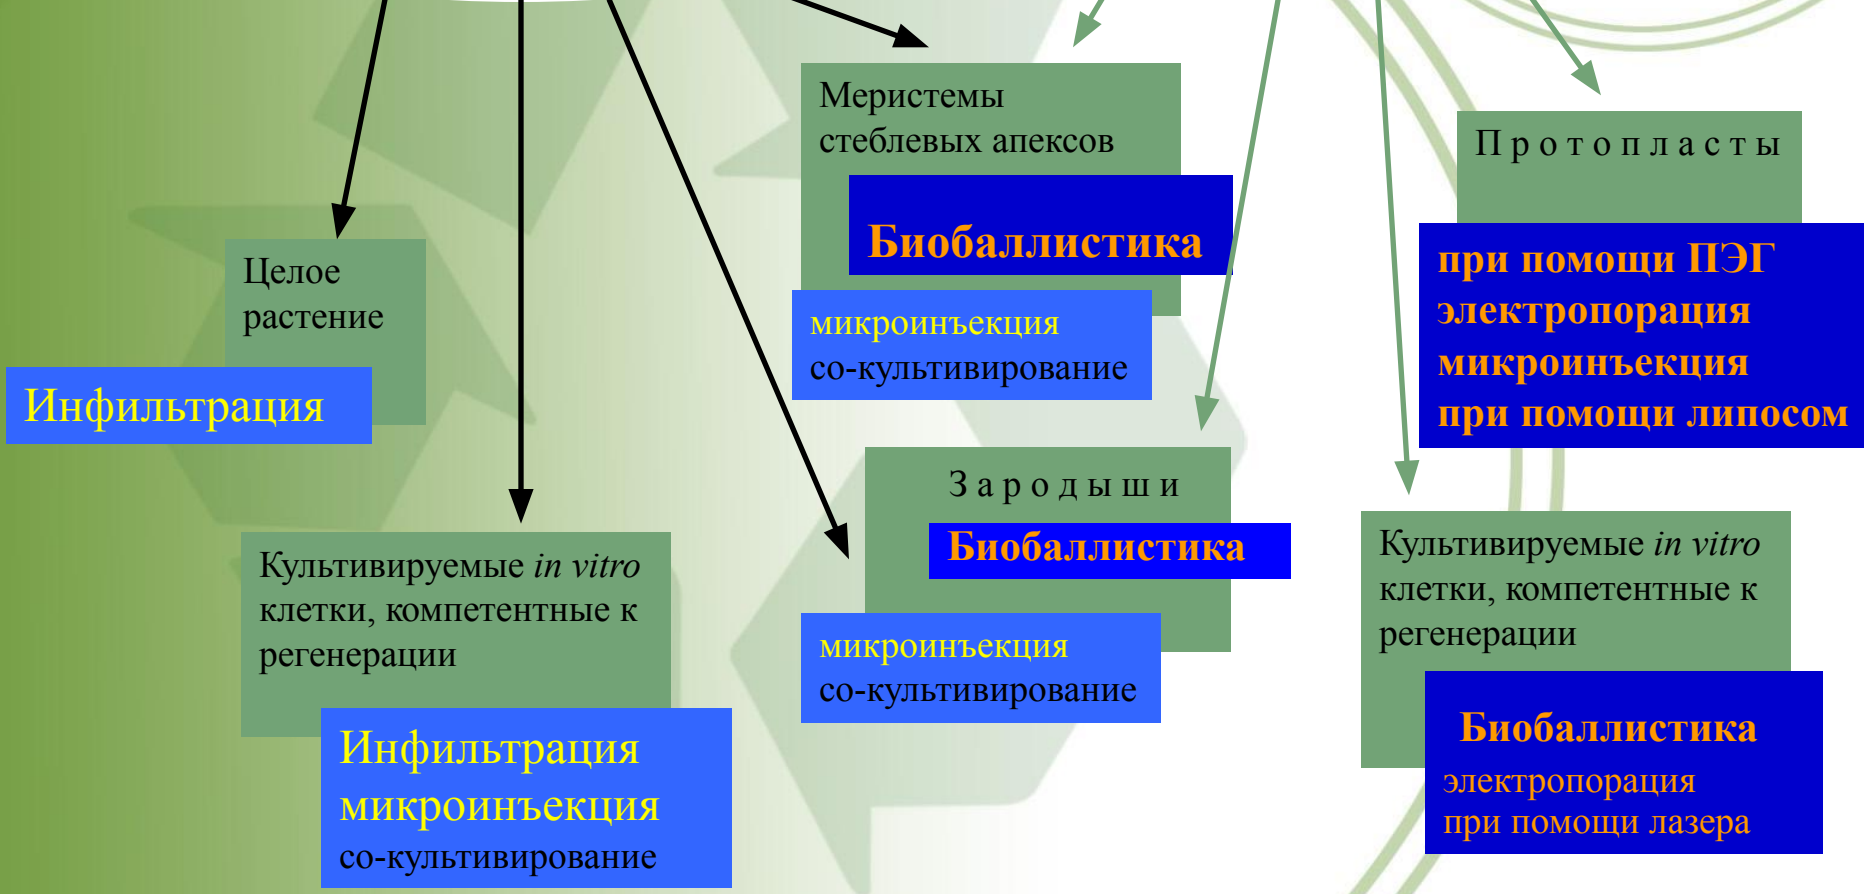 Меристемы
стеблевых апексов
Биобаллистика
микроинъекция
со-культивирование
Протопласты
при помощи ПЭГ
электропорация
микроинъекция
при помощи липосом
Целое
растение
Инфильтрация
Зародыши
Биобаллистика
микроинъекция
со-культивирование
Культивируемые in vitro
клетки, компетентные к
регенерации
Инфильтрация
микроинъекция
со-культивирование
Культивируемые in vitro
клетки, компетентные к
регенерации
Биобаллистика
электропорация
при помощи лазера